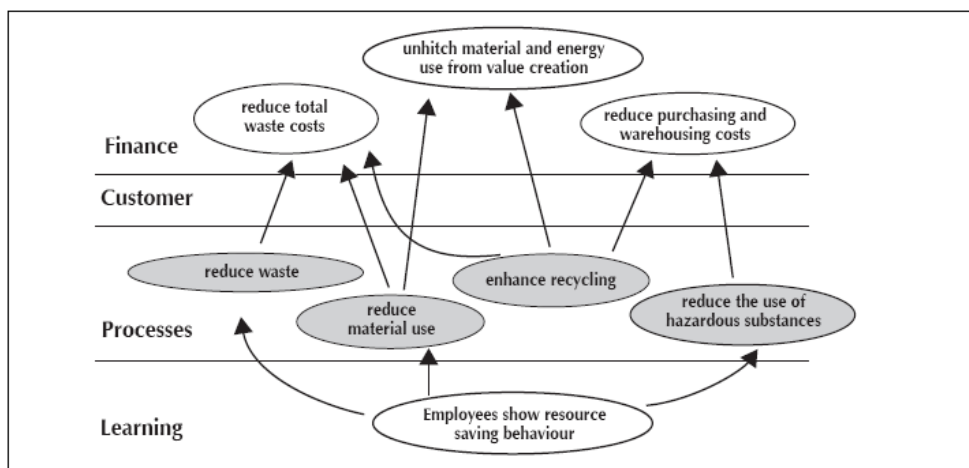 unhitch material and energy
use from value creation
reduce total
waste costs
reduce purchasing and
warehousing costs
Finance
Customer
reduce waste
enhance recycling
reduce
material use
reduce the use of
hazardous substances
Processes
Employees show resource
saving behaviour
Learning